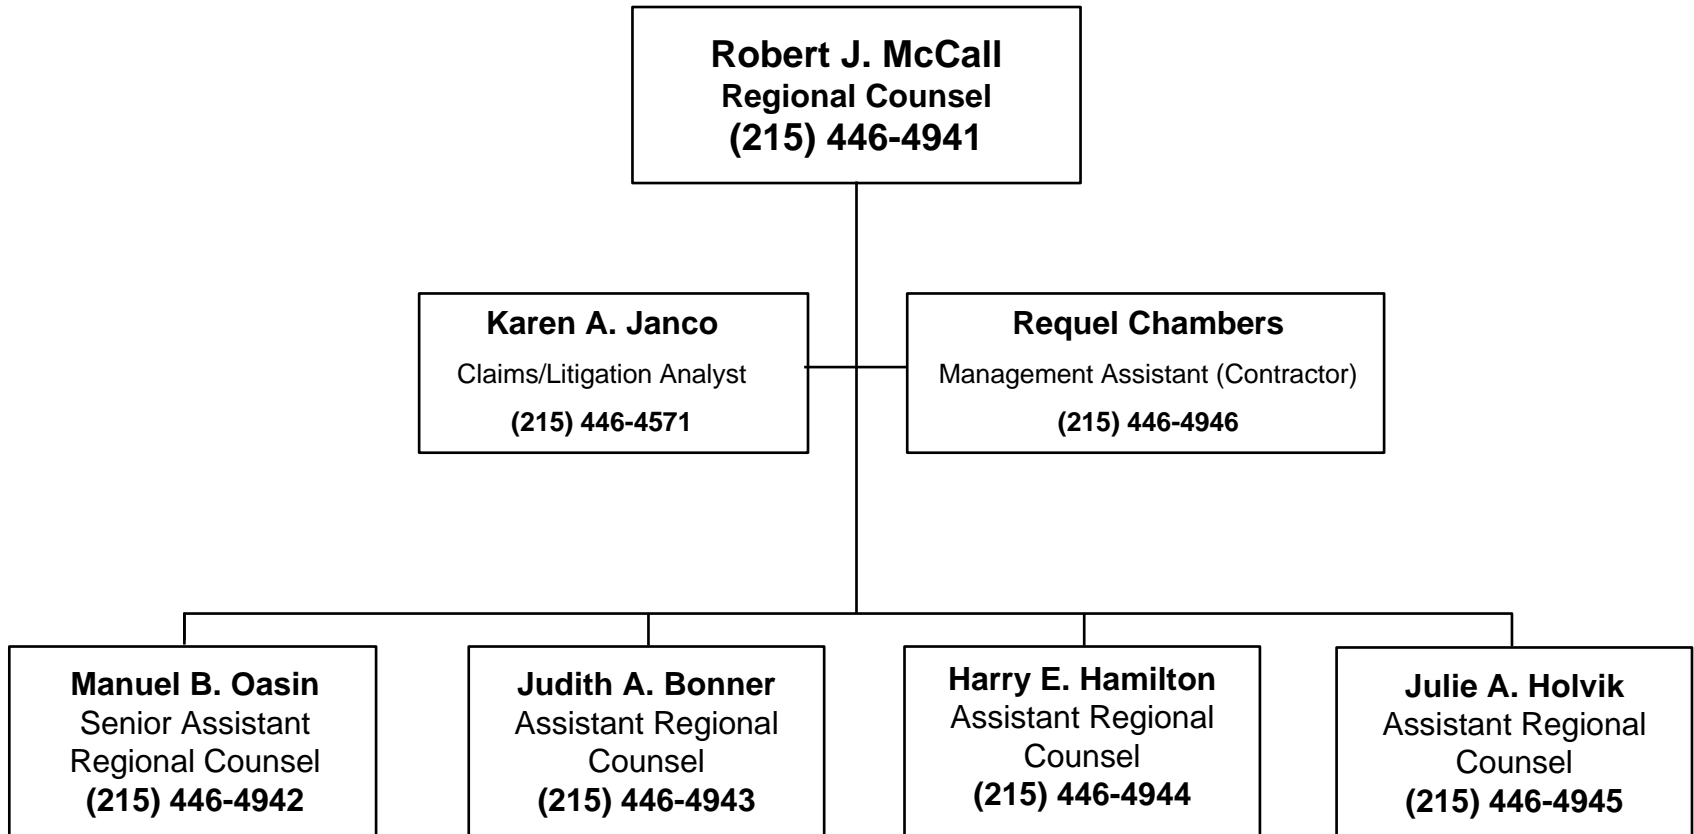 Robert J. McCall
Regional Counsel
(215) 446-4941
Karen A. Janco
Claims/Litigation Analyst
(215) 446-4571
Requel Chambers
Management Assistant (Contractor)
(215) 446-4946
Manuel B. Oasin
Senior Assistant
Regional Counsel
(215) 446-4942
Judith A. Bonner
Assistant Regional
Counsel
(215) 446-4943
Harry E. Hamilton
Assistant Regional
Counsel
(215) 446-4944
Julie A. Holvik
Assistant Regional
Counsel
(215) 446-4945